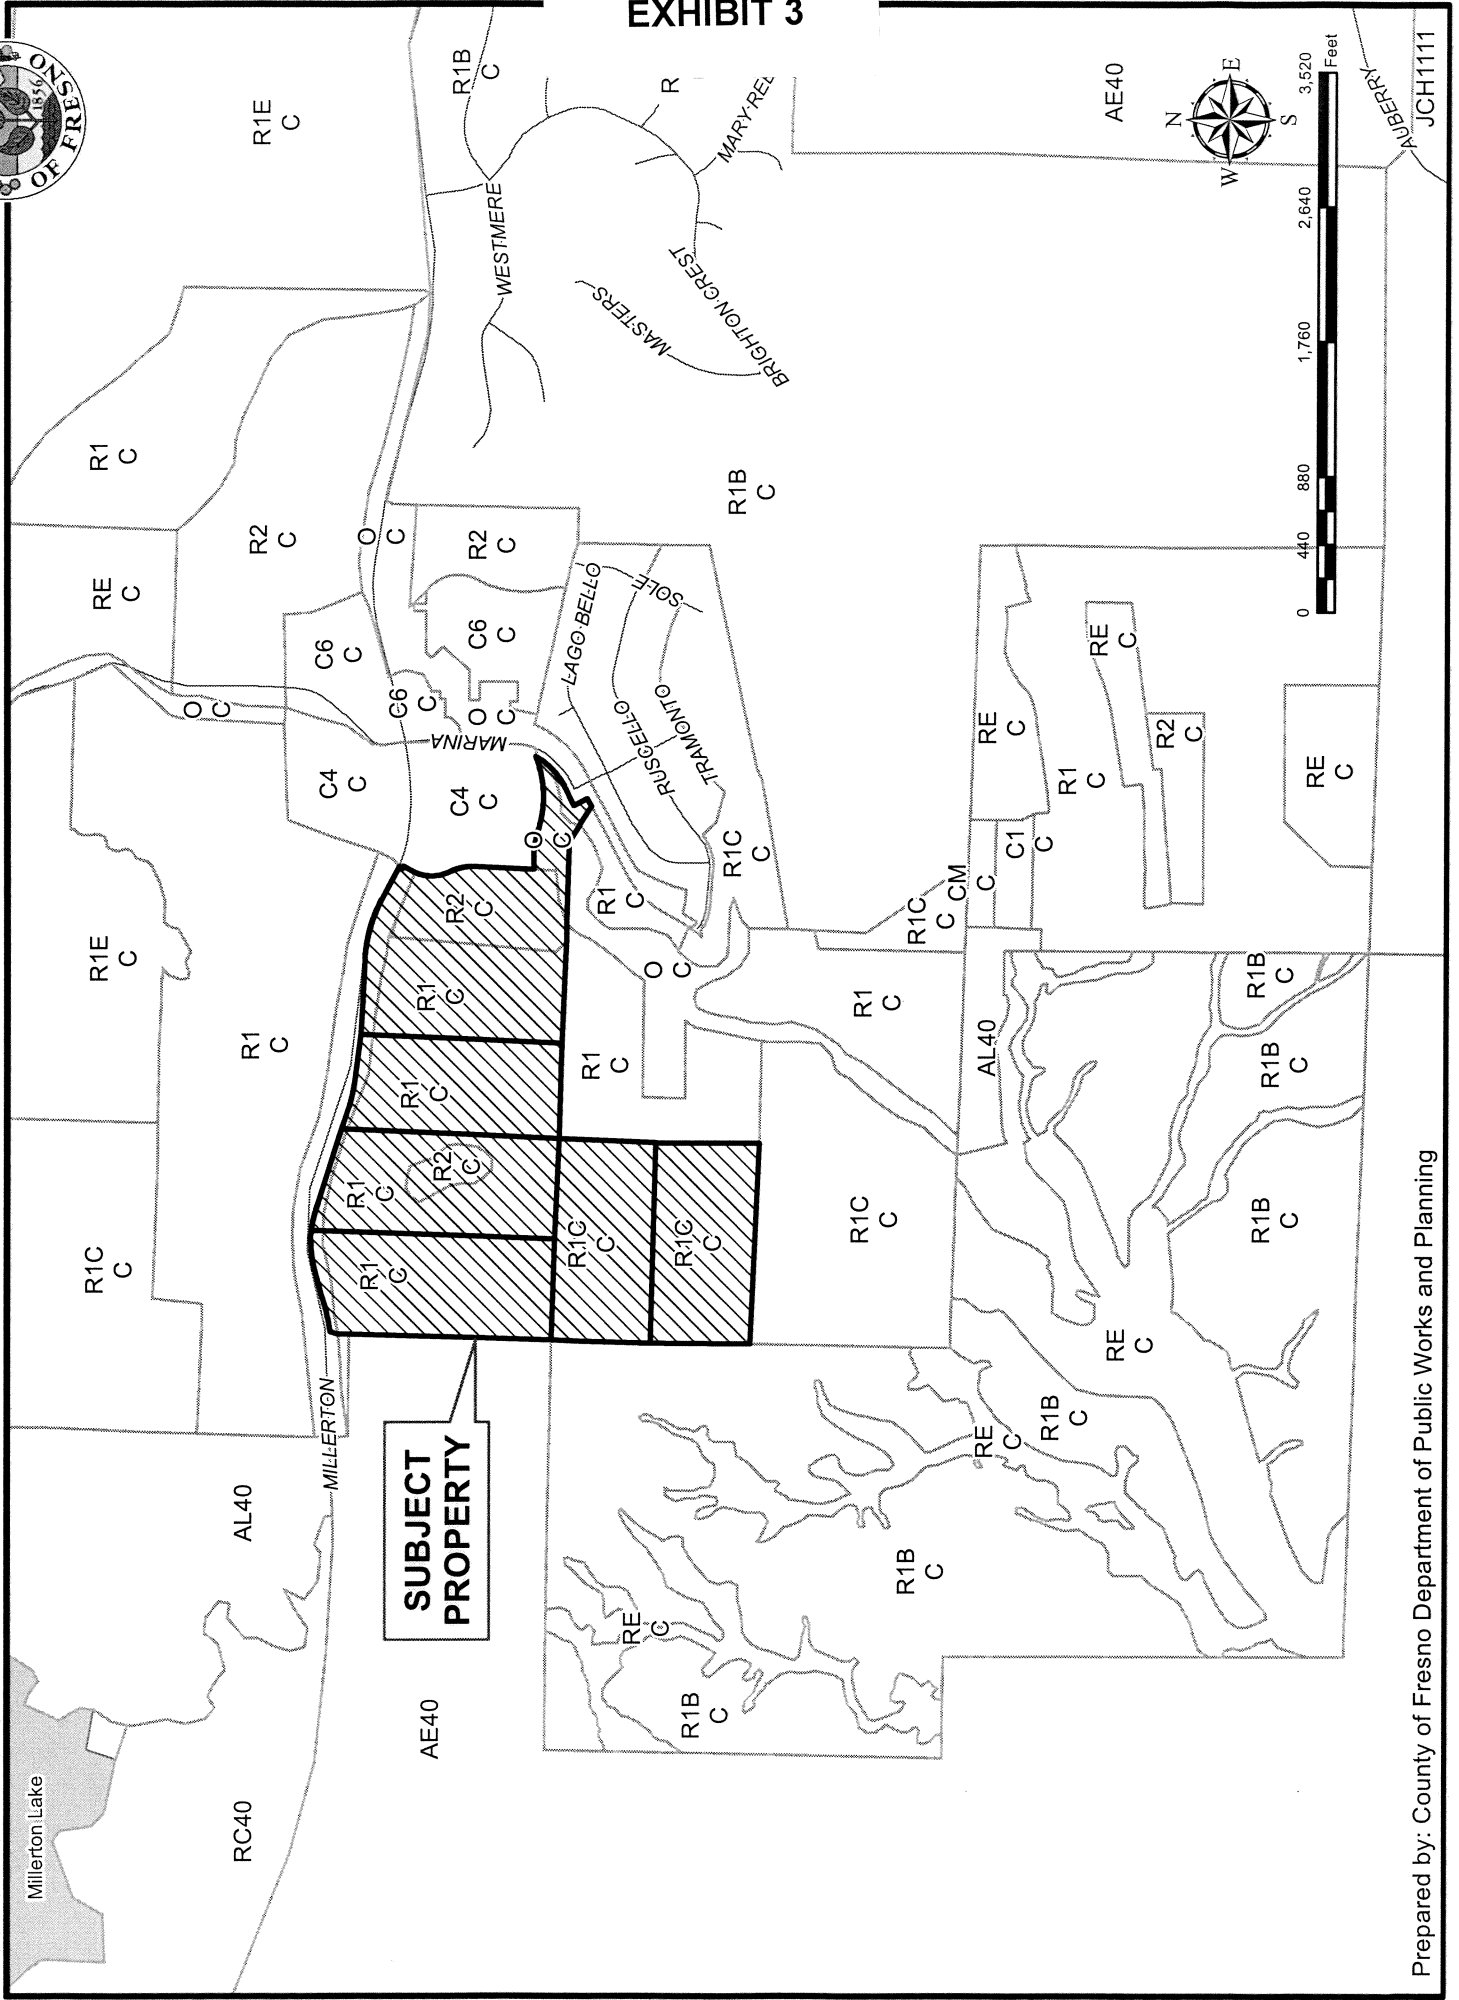 EXHIBIT 3
OF FRESNO
1856
Millerton Lake
RC40
AL40
AE40
MILLERTON
SUBJECT
PROPERTY
R1C
C
R1E
C
R1
C
RE
C
R1
C
R1E
C
R2
C
O
C
C6
C
C4
C
O
C
C6
C
O
C
C4
C
C6
C
R2
C
R1B
C
WESTMERE
MARINA
R
MARY REE
BRIGHTON CREST
MASTERS
LAGO BELLO
SOLE
RUSCELLO
TRAMONTO
R1
C
R1
C
R2
C
R1
C
R1
C
R2
C
O
C
R1C
C
R1C
C
R1
C
R1
C
O
C
R1C
C
R1B
C
R1
C
R1C
C
R1C
C
CM
C
C1
C
RE
C
R1
C
RE
C
R2
C
RE
C
AL40
R1B
C
R1B
C
R1B
C
RE
C
R1B
C
RE
C
R1B
C
RE
C
R1B
C
AE40
N
W
E
S
0
440
880
1,760
2,640
3,520
Feet
AUBERRY
Prepared by: County of Fresno Department of Public Works and Planning
JCH1111